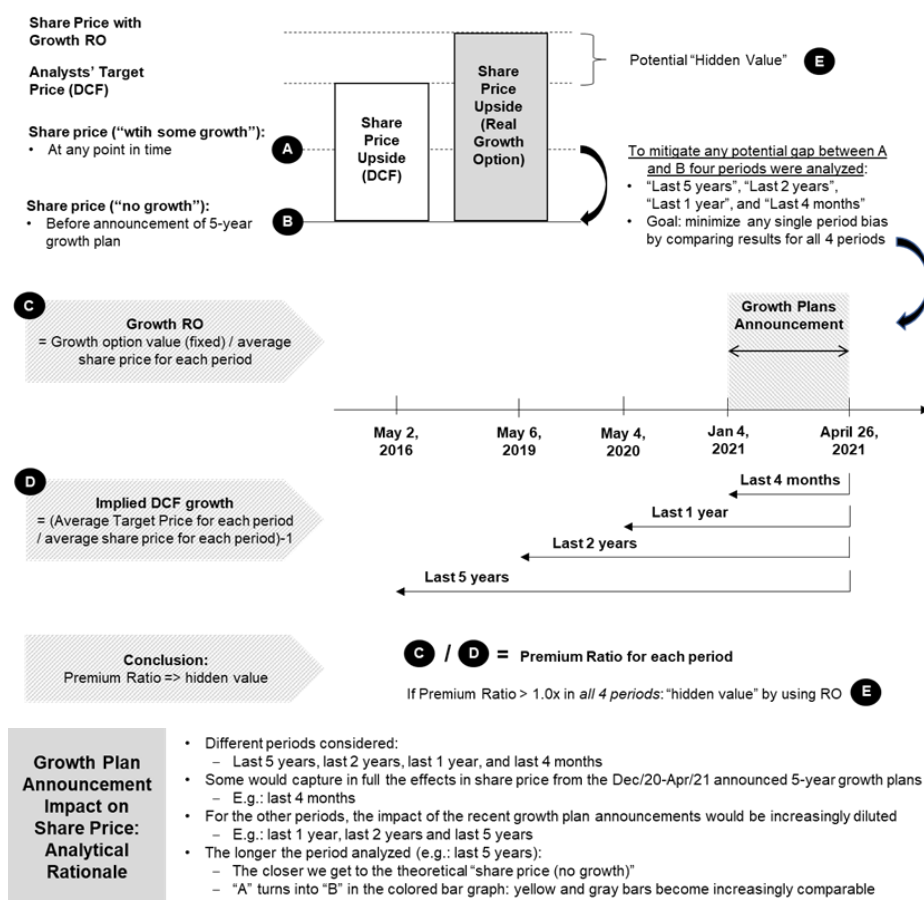 Share Price with
Growth RO
Analysts' Target
Price (DCF)
Share price ("wtih some growth"):
• At any point in time
A
Share price ("no growth"):
• Before announcement of 5-year
growth plan
B
Share
Price
Upside
(DCF)
Share
Price
Upside
(Real
Growth
Option)
Potential "Hidden Value"
E
To mitigate any potential gap between A
and B four periods were analyzed:
• "Last 5 years", "Last 2 years",
"Last 1 year", and "Last 4 months"
• Goal: minimize any single period bias
by comparing results for all 4 periods
C
Growth RO
= Growth option value (fixed) / average
share price for each period
Growth Plans
Announcement
May 2,
2016
May 6,
2019
May 4,
2020
Jan 4,
2021
April 26,
2021
D
Implied DCF growth
= (Average Target Price for each period
/ average share price for each period)-1
Last 4 months
Last 1 year
Last 2 years
Last 5 years
Conclusion:
Premium Ratio => hidden value
C / D = Premium Ratio for each period
If Premium Ratio > 1.0x in all 4 periods: "hidden value" by using RO E
Growth Plan
Announcement
Impact on
Share Price:
Analytical
Rationale
• Different periods considered:
– Last 5 years, last 2 years, last 1 year, and last 4 months
• Some would capture in full the effects in share price from the Dec/20-Apr/21 announced 5-year growth plans
– E.g.: last 4 months
• For the other periods, the impact of the recent growth plan announcements would be increasingly diluted
– E.g.: last 1 year, last 2 years and last 5 years
• The longer the period analyzed (e.g.: last 5 years):
– The closer we get to the theoretical "share price (no growth)"
– "A" turns into "B" in the colored bar graph: yellow and gray bars become increasingly comparable